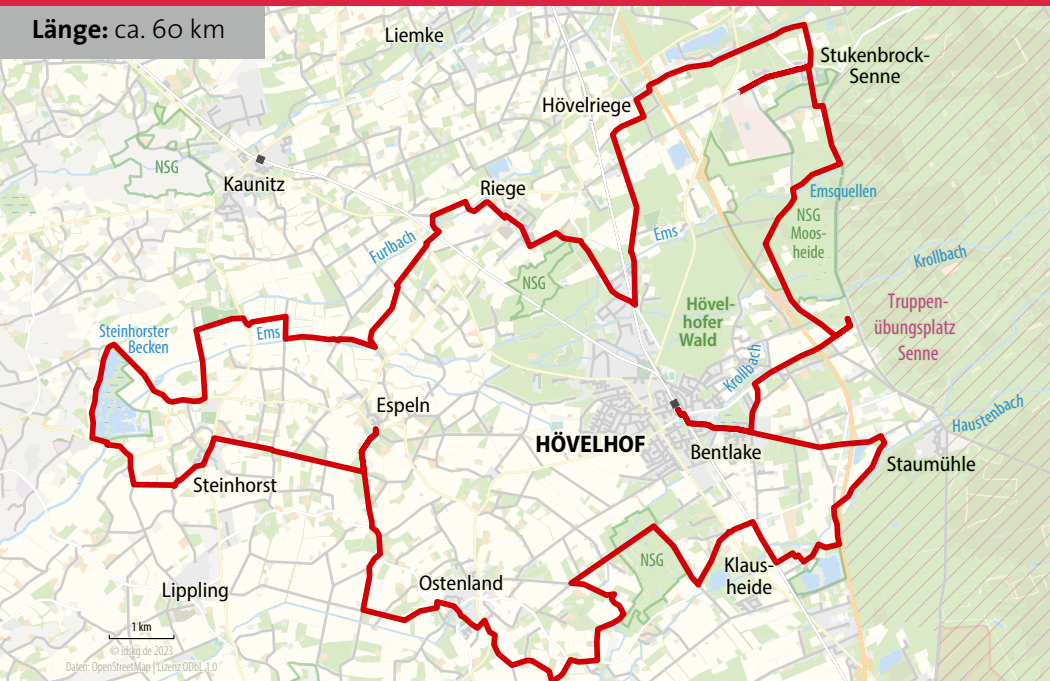 Länge: ca. 60 km
Liemke
Stukenbrock-
Senne
Hövelriege
NSG
Kaunitz
Riege
Emsquellen
NSG
Moos-
heide
Ems
Furlbach
Krollbach
NSG
Truppen-
übungsplatz
Senne
Hövel-
hofer
Wald
Steinhorster
Becken
Ems
Krollbach
Espeln
Haustenbach
HÖVELHOF
Bentlake
Staumühle
Steinhorst
NSG
Klaus-
heide
Ostenland
Lippling
1 km
© idskg.de 2023
Daten: OpenStreetMap | Lizenz ODbL 1.0